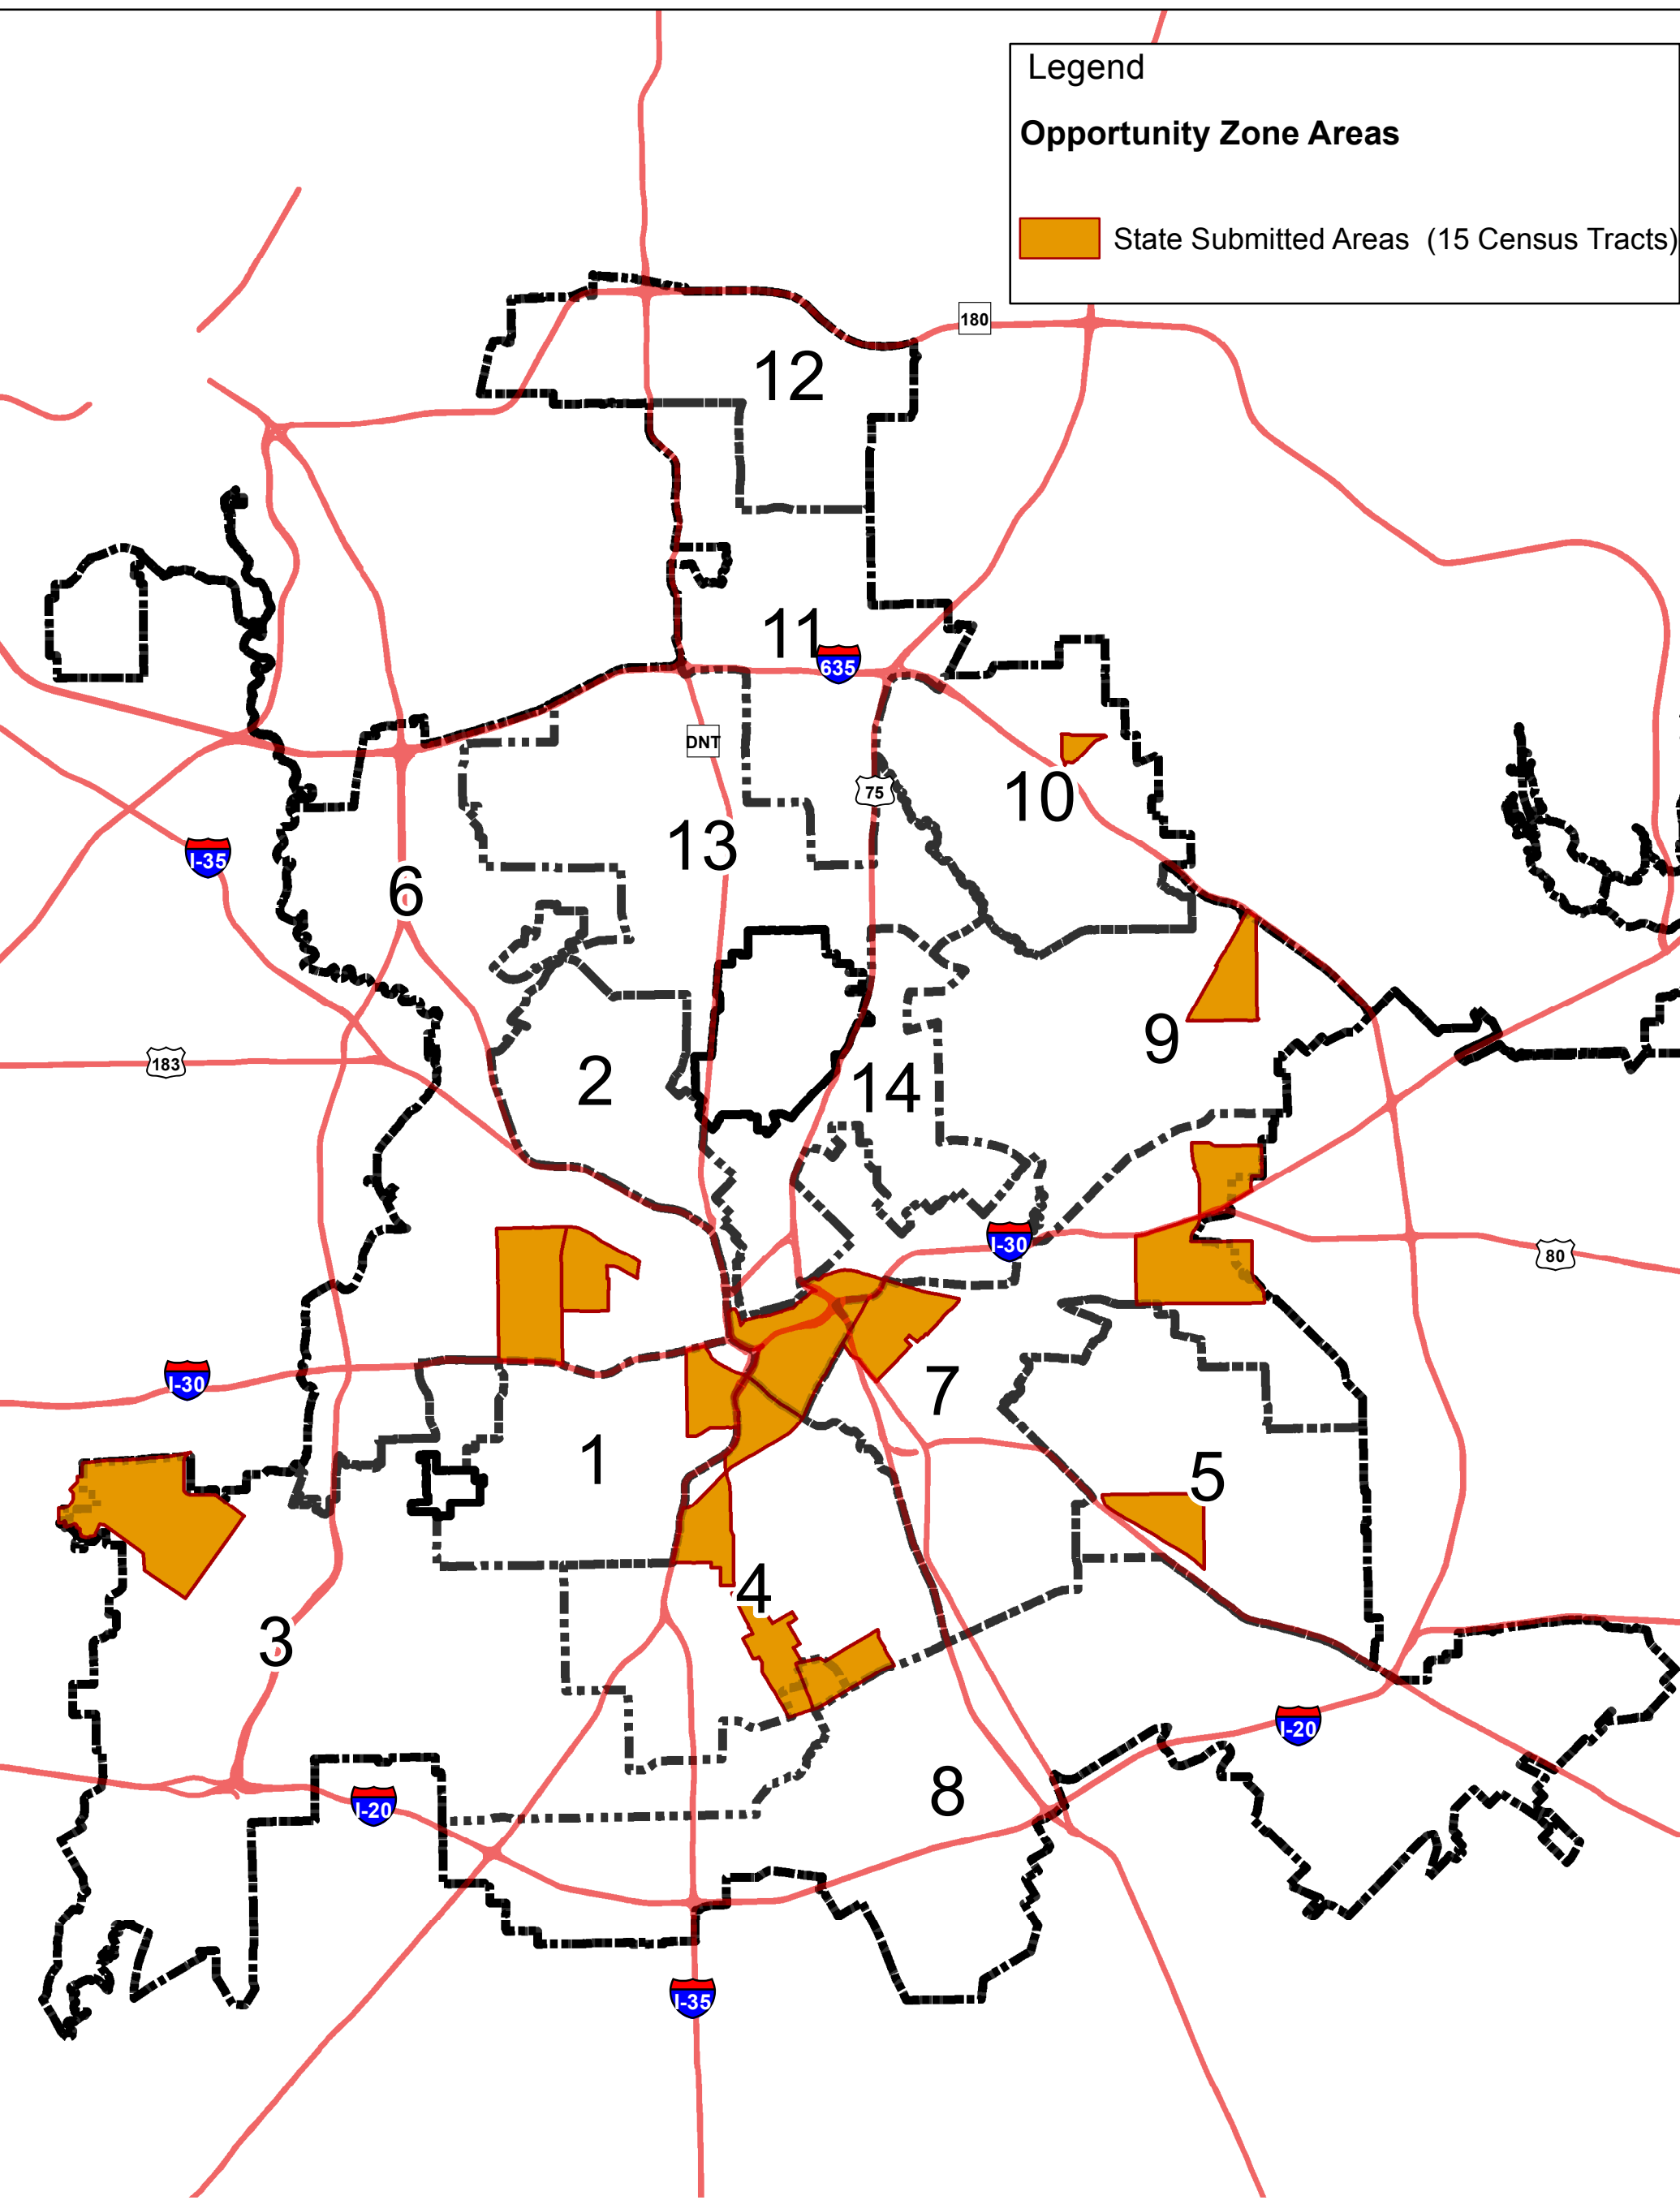 Legend
Opportunity Zone Areas
State Submitted Areas (15 Census Tracts)
180
12
11
635
DNT
75
10
13
I-35
6
9
183
2
14
I-30
80
I-30
7
1
5
4
3
I-20
8
I-20
I-35